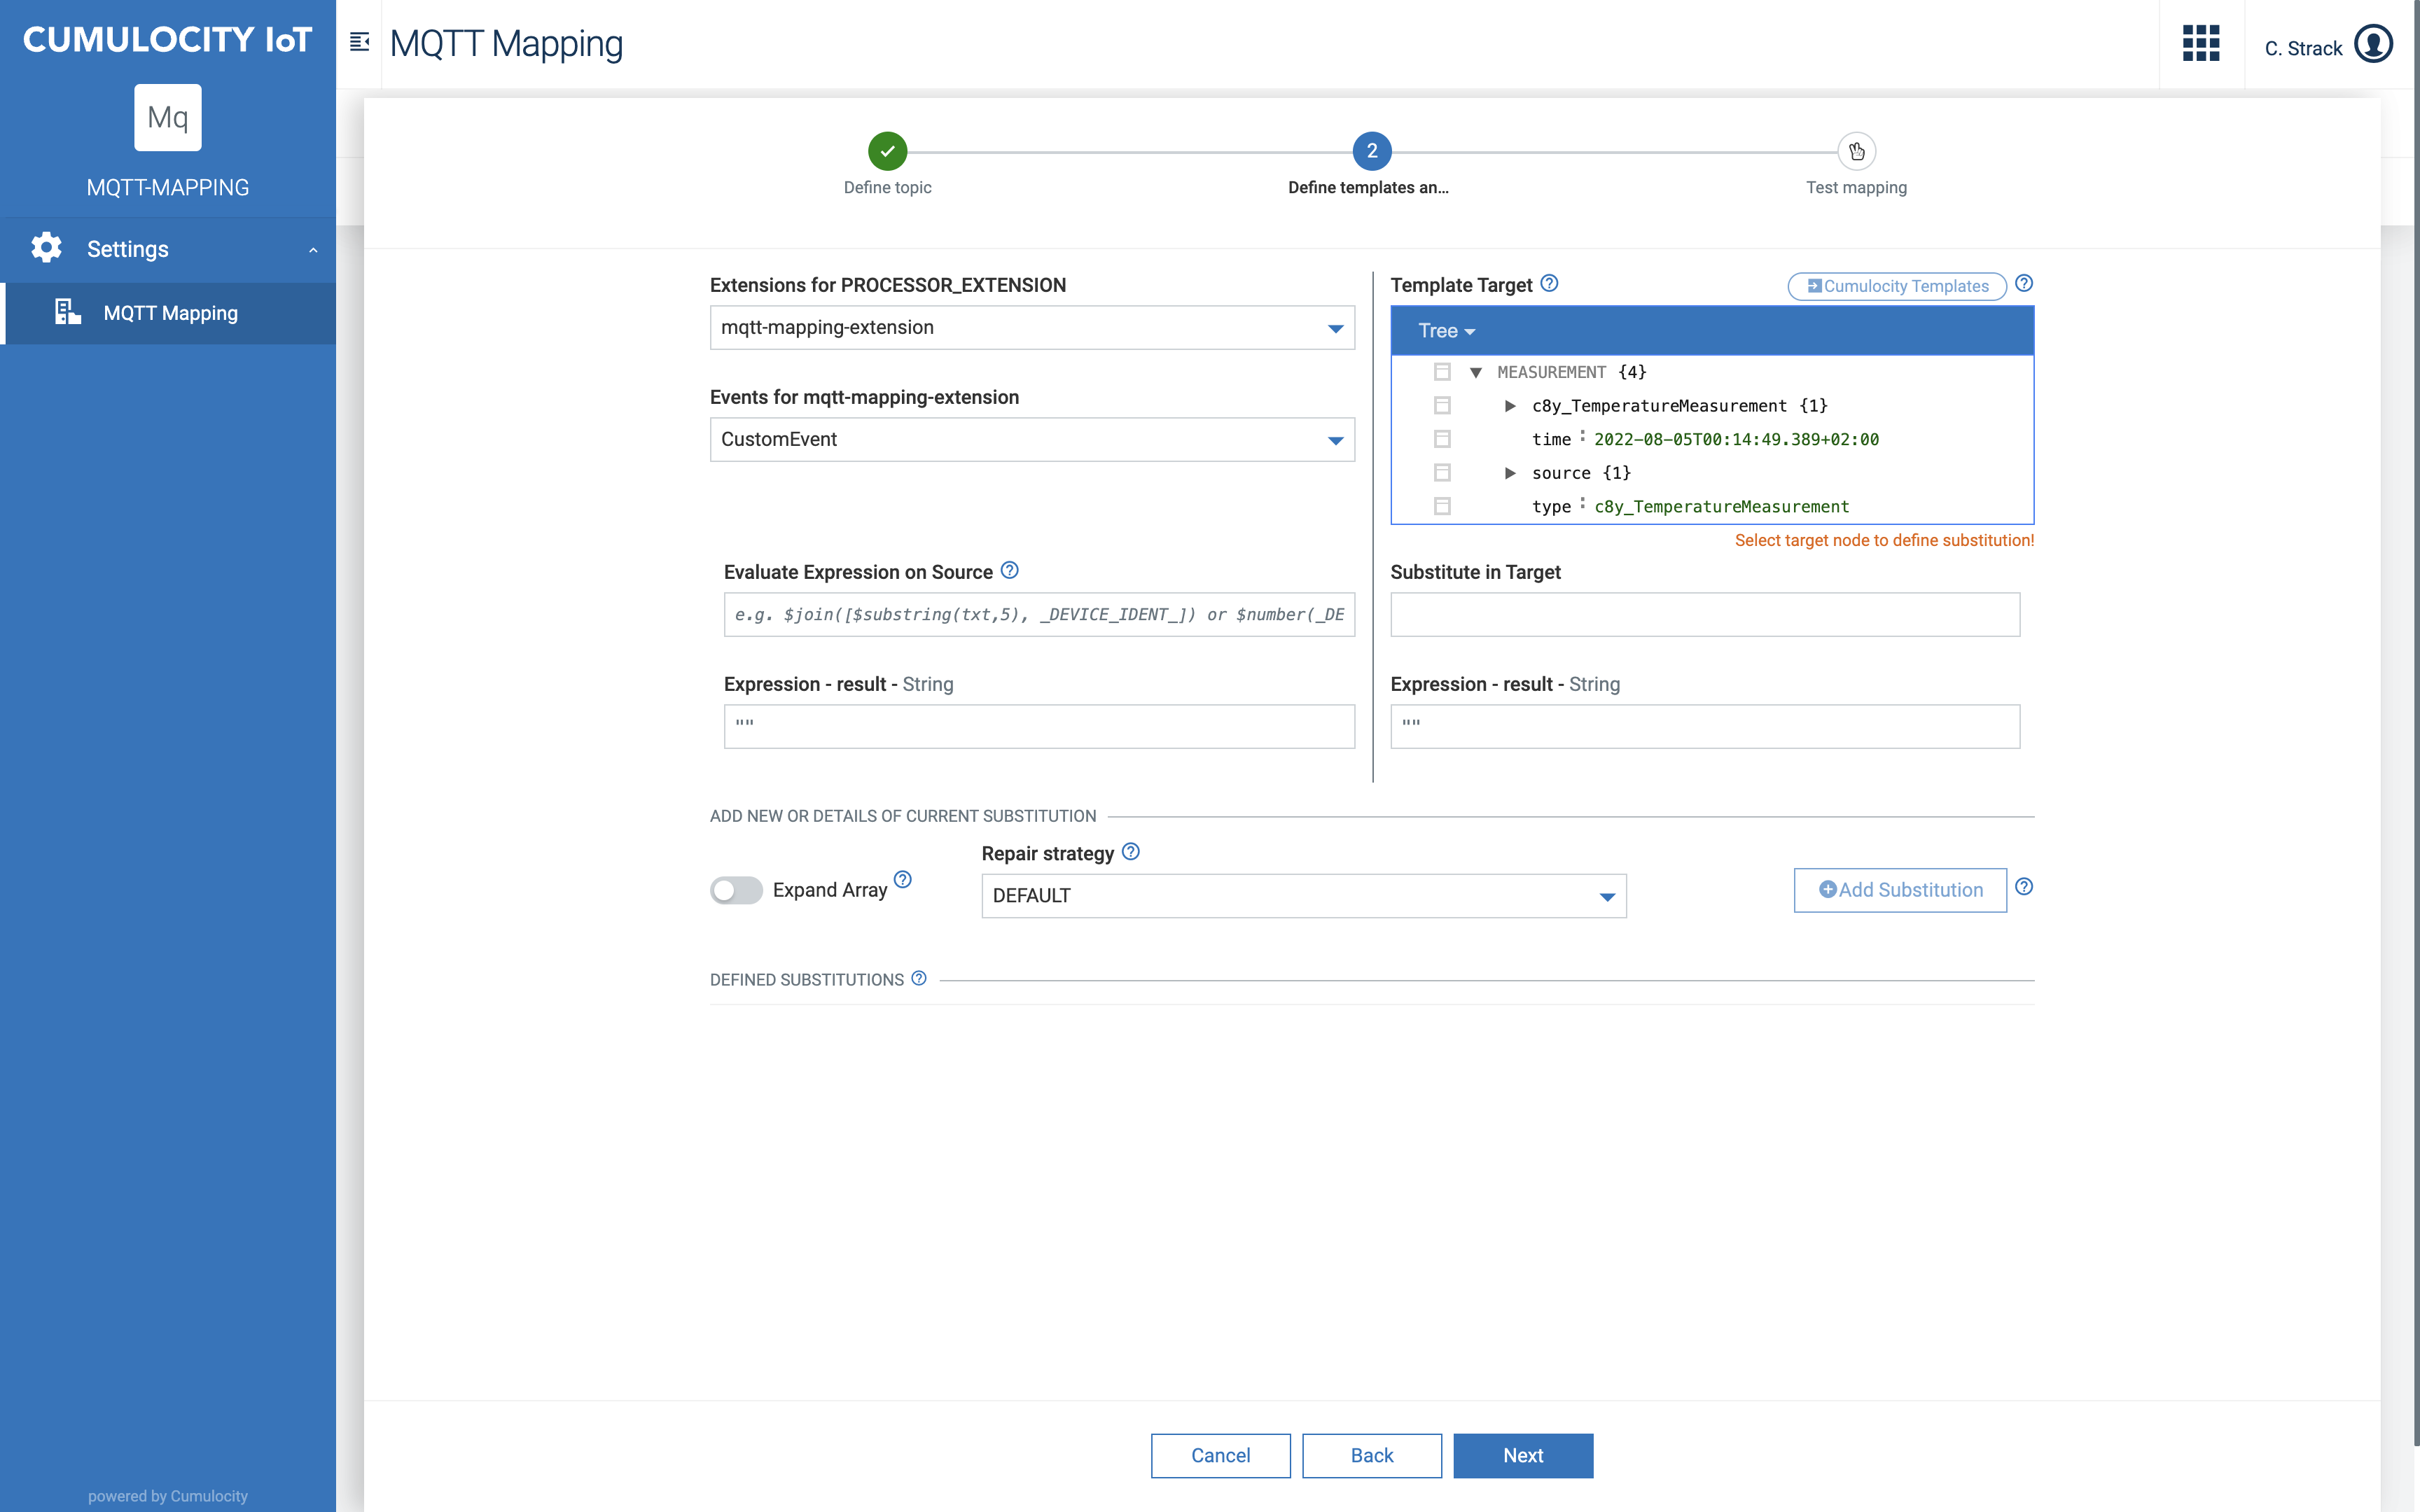 CUMULOCITY IoT
Mq
MQTT-MAPPING
Settings
MQTT Mapping
powered by Cumulocity
MQTT Mapping
C. Strack
2
Define topic
Define templates an...
Test mapping
Extensions for PROCESSOR_EXTENSION
mqtt-mapping-extension
Events for mqtt-mapping-extension
CustomEvent
Template Target
Cumulocity Templates
Tree
MEASUREMENT {4}
c8y_TemperatureMeasurement {1}
time : 2022-08-05T00:14:49.389+02:00
source {1}
type : c8y_TemperatureMeasurement
Select target node to define substitution!
Evaluate Expression on Source
e.g. $join([$substring(txt,5), _DEVICE_IDENT_]) or $number(_DE
Substitute in Target
Expression - result - String
""
Expression - result - String
""
ADD NEW OR DETAILS OF CURRENT SUBSTITUTION
Expand Array
Repair strategy
DEFAULT
Add Substitution
DEFINED SUBSTITUTIONS
Cancel
Back
Next